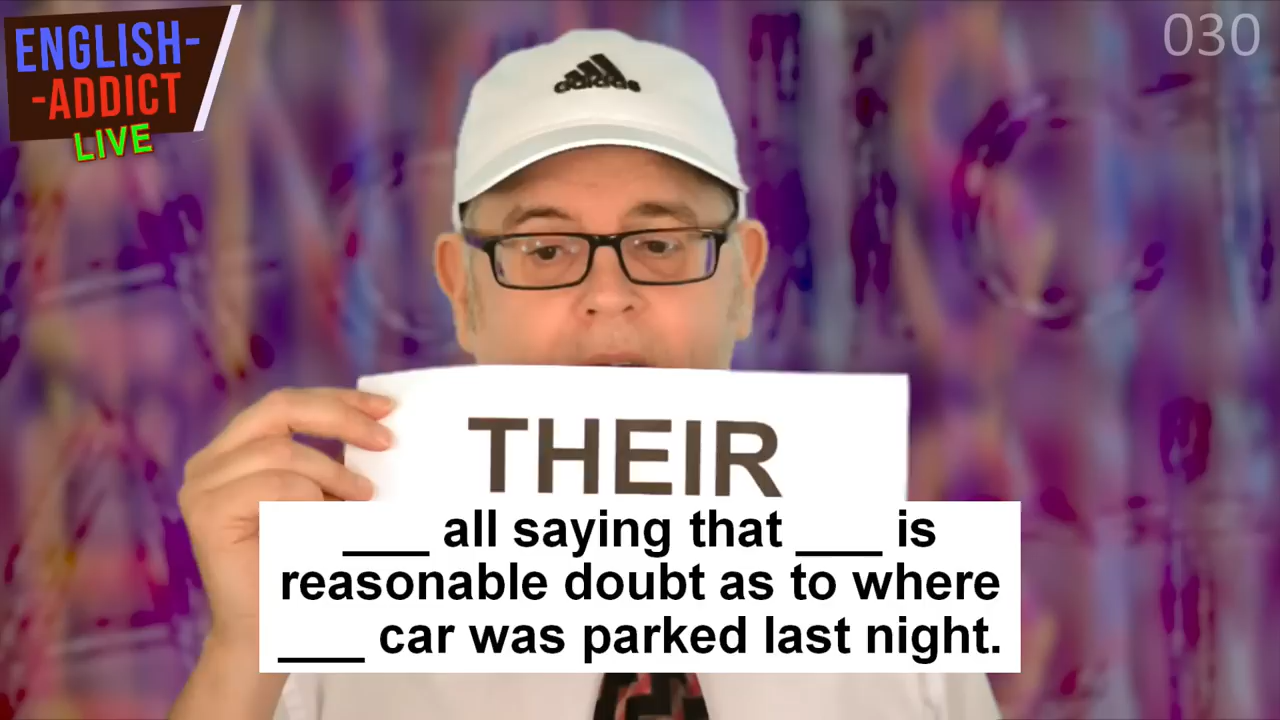 ENGLISH-
-ADDICT
LIVE
030
adidas
THEIR
___ all saying that ___ is
reasonable doubt as to where
___ car was parked last night.